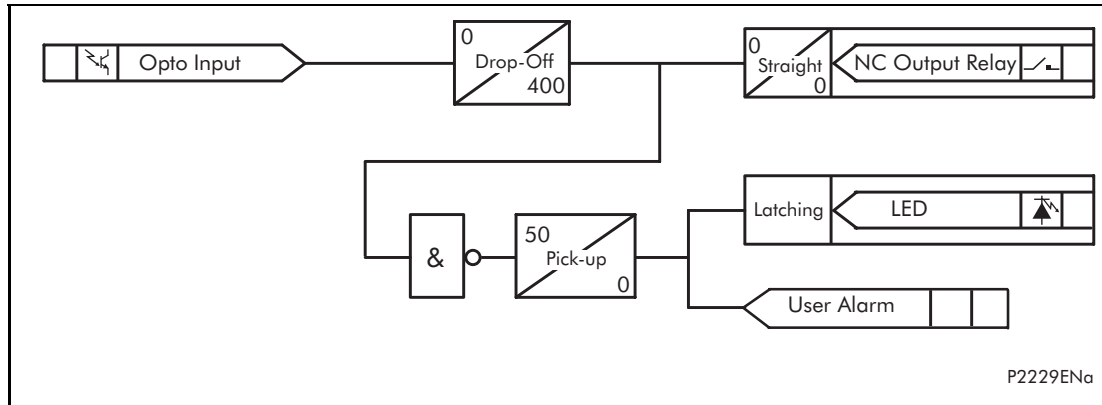 Opto Input
0
Drop-Off
400
0
Straight
0
NC Output Relay
&
50
Pick-up
0
Latching
LED
User Alarm
P2229ENa